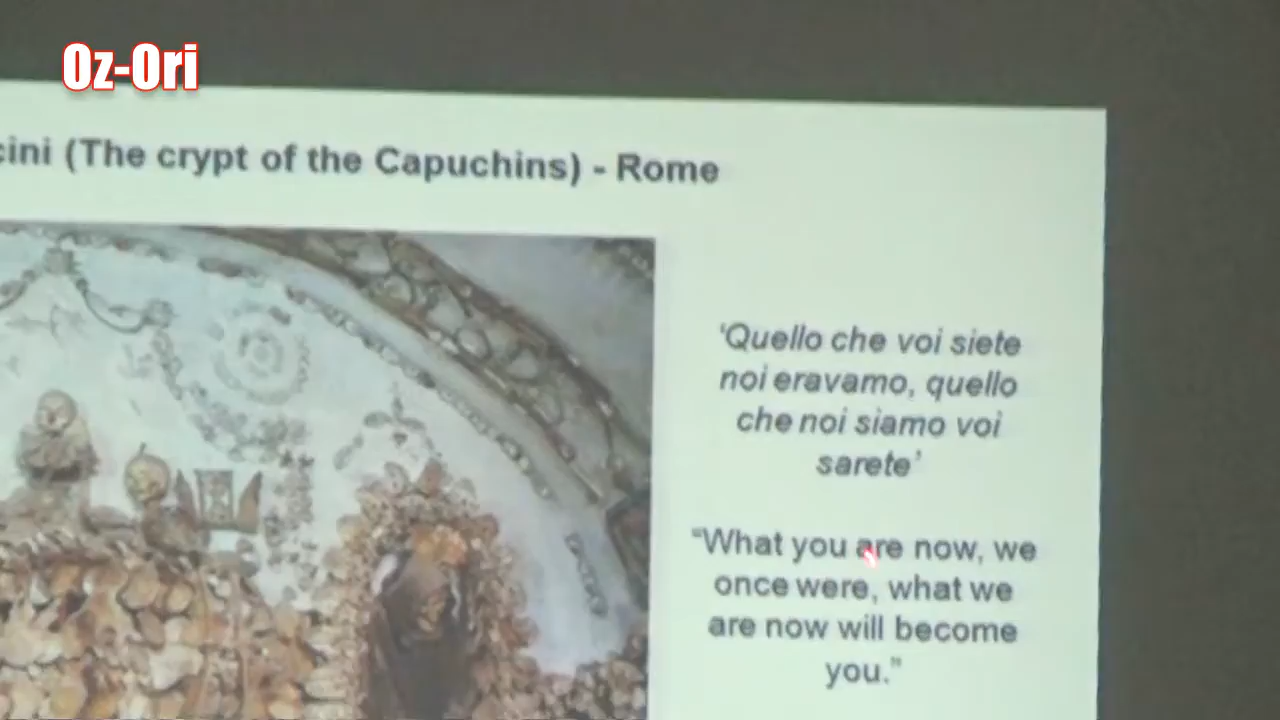 Oz-Ori
cini (The crypt of the Capuchins) - Rome
‘Quello che voi siete
noi eravamo, quello
che noi siamo voi
sarete’
“What you are now, we
once were, what we
are now will become
you.”